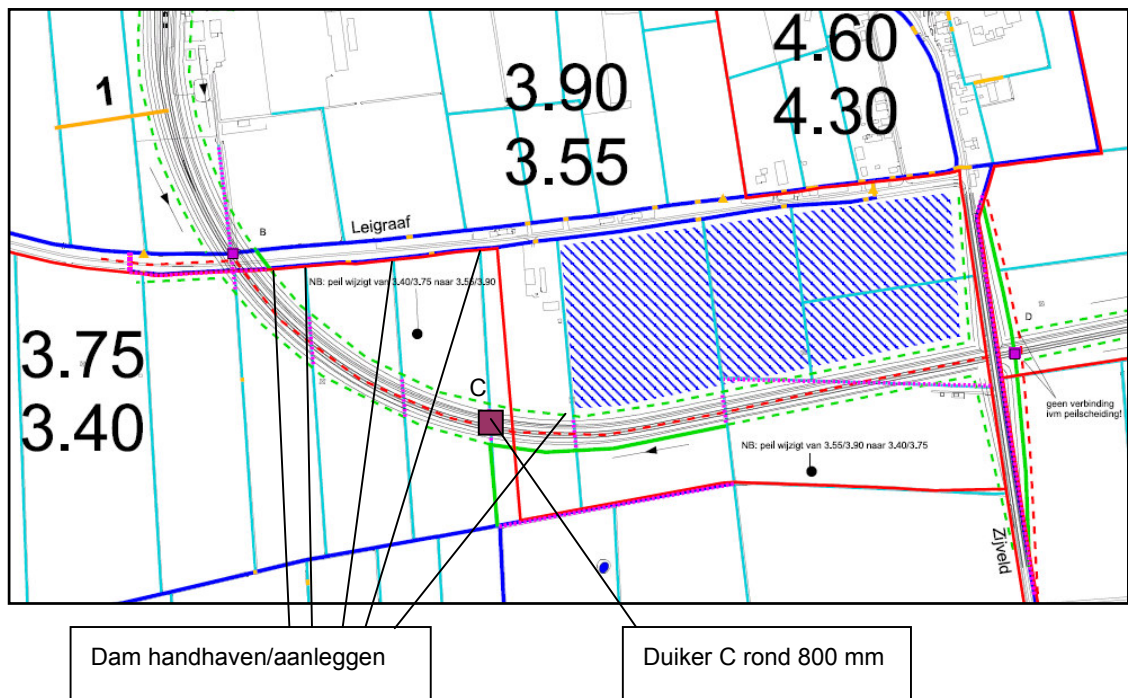 1
3.90
3.55
4.60
4.30
Leigraaf
B
NB: peil wijzigt van 3.40/3.75 naar 3.55/3.90
3.75
3.40
C
D
geen verbinding
ivm peilscheiding!
NB: peil wijzigt van 3.55/3.90 naar 3.40/3.75
Zijveld
Dam handhaven/aanleggen
Duiker C rond 800 mm